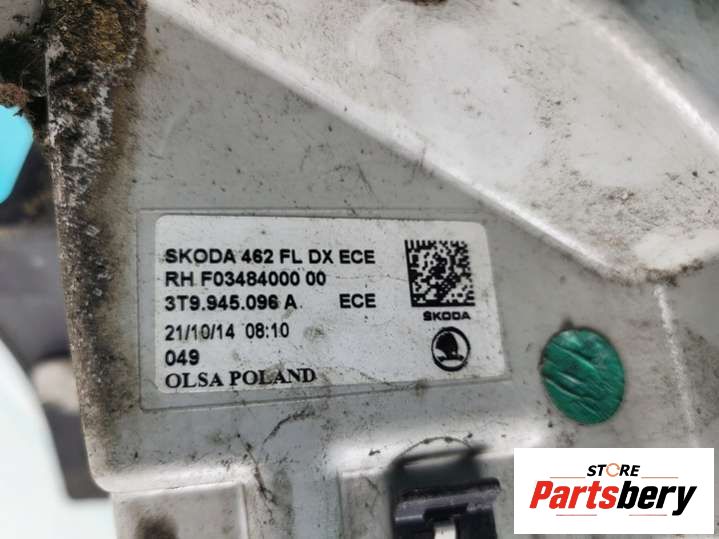 SKODA 462 FL DX ECE
RH F03484000 00
3T9.945.096 A ECE
21/10/14 08:10
049
OLSA POLAND
ŠKODA
STORE
Partsbery